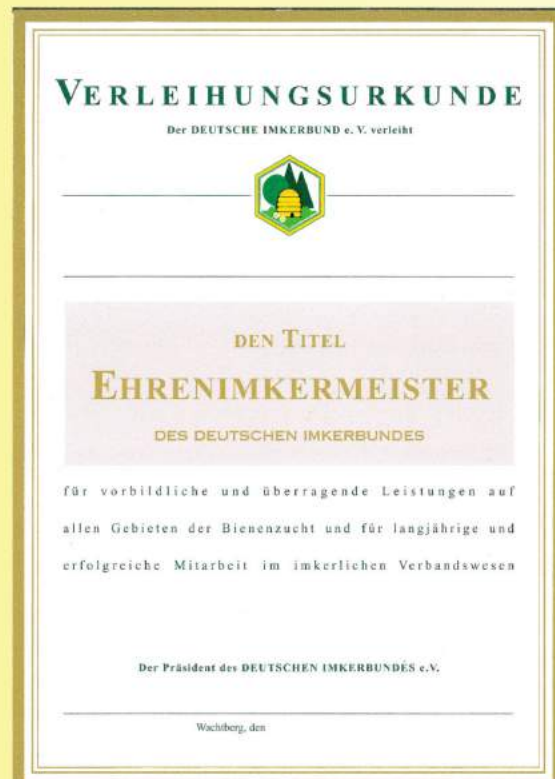 VERLEIHUNGSURKUNDE
Der DEUTSCHE IMKERBUND e. V. verleiht
DEN TITEL
EHRENIMKERMEISTER
DES DEUTSCHEN IMKERBUNDES
für vorbildliche und überragende Leistungen auf
allen Gebieten der Bienenzucht und für langjährige und
erfolgreiche Mitarbeit im imkerlichen Verbandswesen
Der Präsident des DEUTSCHEN IMKERBUNDES e.V.
Wachtberg, den